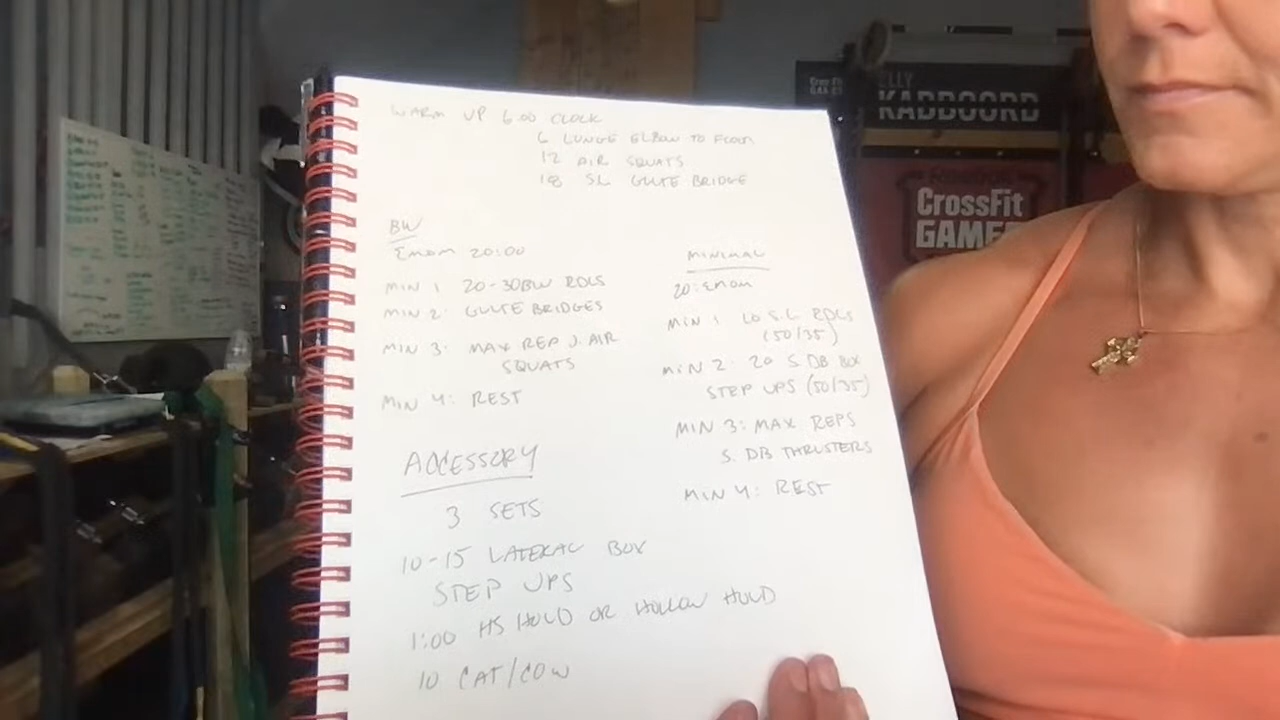 WARM UP 6:00 CLOCK
6 LUNGE ELBOW TO FLOOR
12 AIR SQUATS
18 SL GLUTE BRIDGE
BW
EMOM 20:00
MIN 1 20-30 BW RDLS
MIN 2: GLUTE BRIDGES
MIN 3: MAX REP J. AIR
SQUATS
MIN 4: REST
ACCESSORY
3 SETS
10-15 LATERAL BOX
STEP UPS
1:00 HS HOLD OR HOLLOW HOLD
10 CAT/COW
MINIMAL
20: EMOM
MIN 1: S.L RDLS
(50/35)
MIN 2: 20 S. DB BOX
STEP UPS (50/35)
MIN 3: MAX REPS
S. DB THRUSTERS
MIN 4: REST
KABBOORD
CrossFit
GAMES